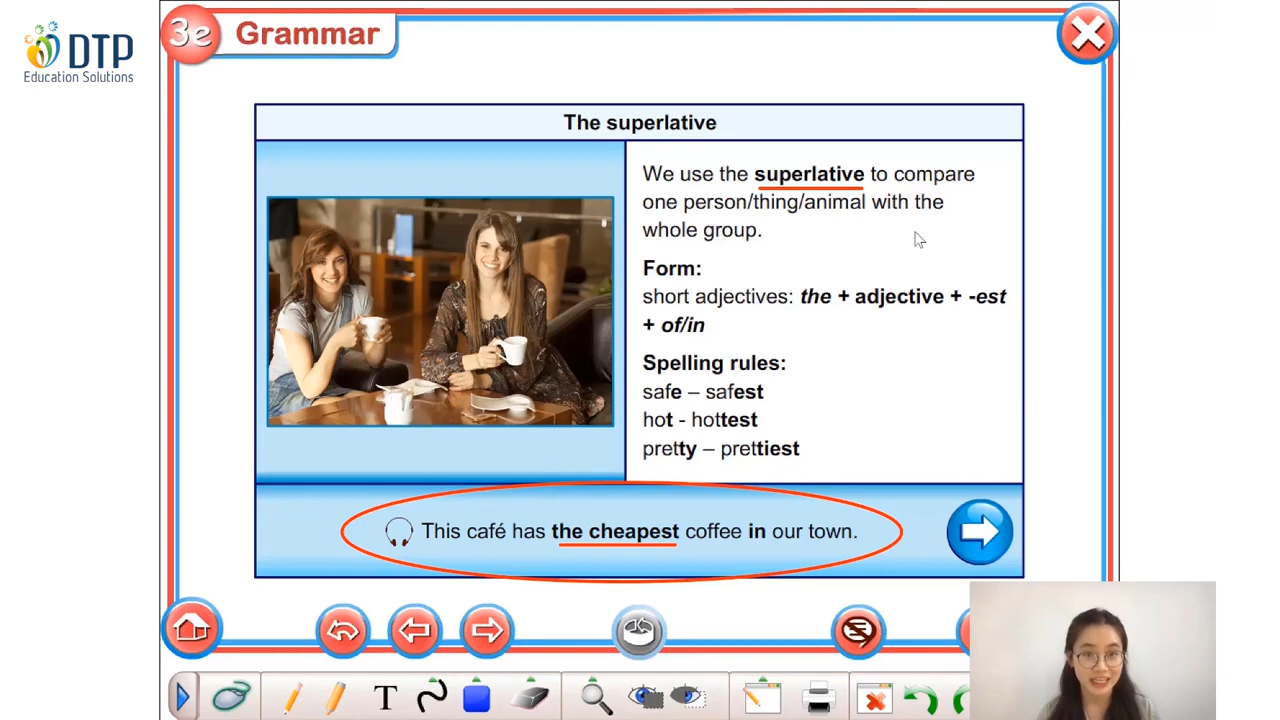 DTP
Education Solutions
3e Grammar
The superlative
We use the superlative to compare
one person/thing/animal with the
whole group.
Form:
short adjectives: the + adjective + -est
+ of/in
Spelling rules:
safe – safest
hot - hottest
pretty – prettiest
This café has the cheapest coffee in our town.
T